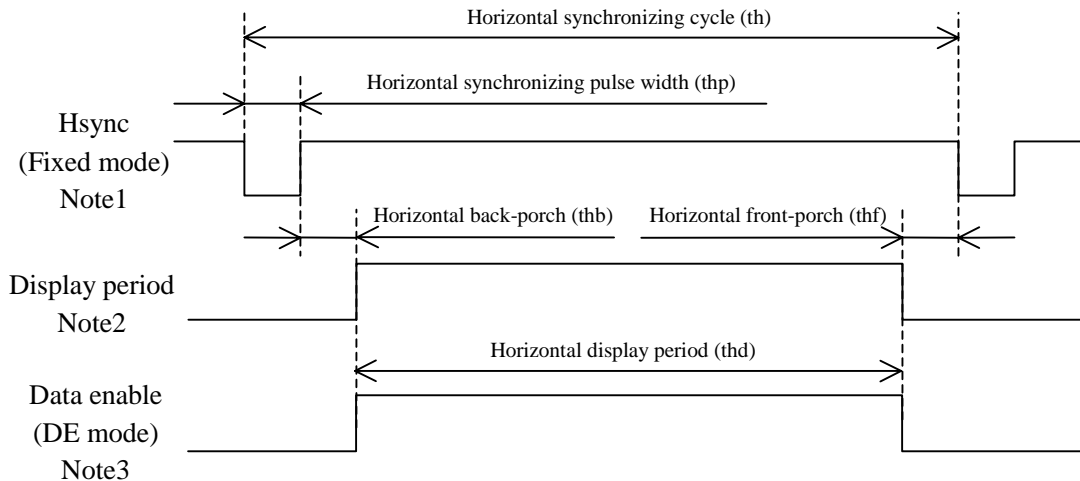 Horizontal synchronizing cycle (th)
Horizontal synchronizing pulse width (thp)
Hsync
(Fixed mode)
Note1
Horizontal back-porch (thb)
Horizontal front-porch (thf)
Display period
Note2
Horizontal display period (thd)
Data enable
(DE mode)
Note3